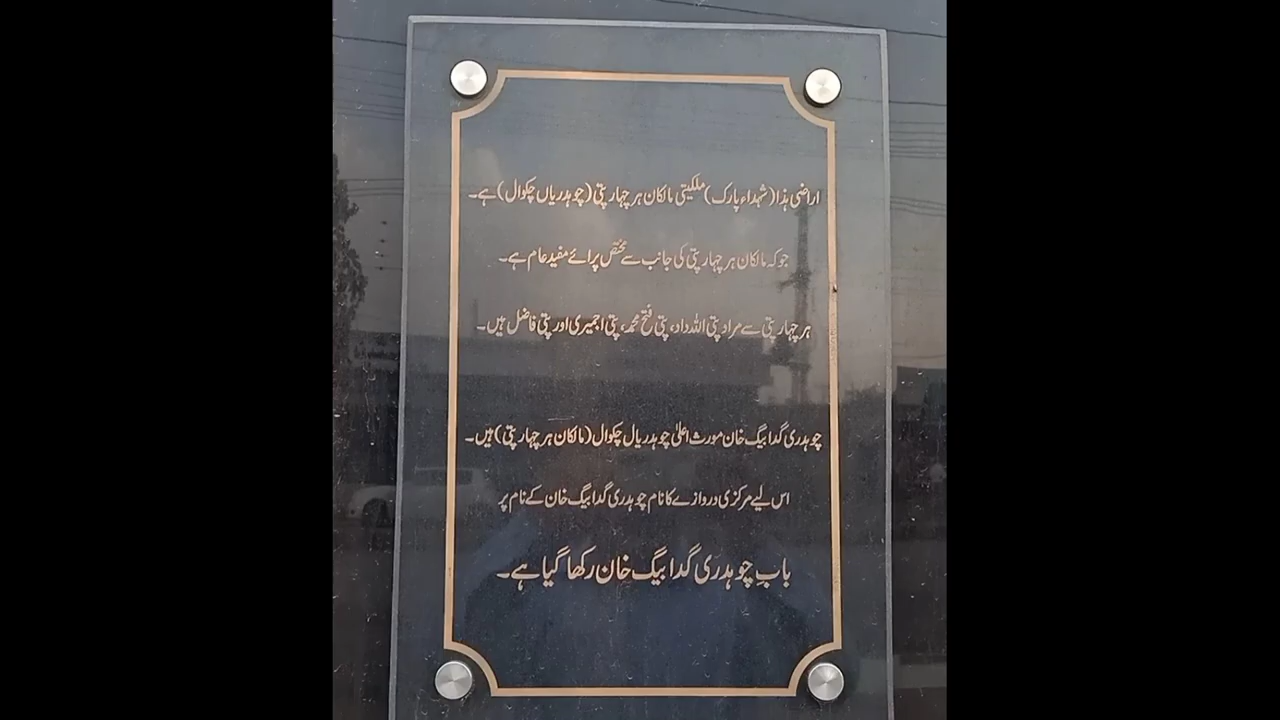 اراضی ہذا (شہداء پارک) ملکیتی مالکان ہر چہار پتی (چوہدریاں چکوال) ہے۔
جو کہ مالکان ہر چہار پتی کی جانب سے مختص برائے مفید عام ہے۔
ہر چہار پتی سے مراد پتی اللہ داد، پتی فتح محمد، پتی اجمیری اور پتی فاضل ہیں۔
چوہدری گدا بیگ خان مورث اعلیٰ چوہدریال چکوال (مالکان ہر چہار پتی) ہیں۔
اس لیے مرکزی دروازے کا نام چوہدری گدا بیگ خان کے نام پر
بابِ چوہدری گدا بیگ خان رکھا گیا ہے۔